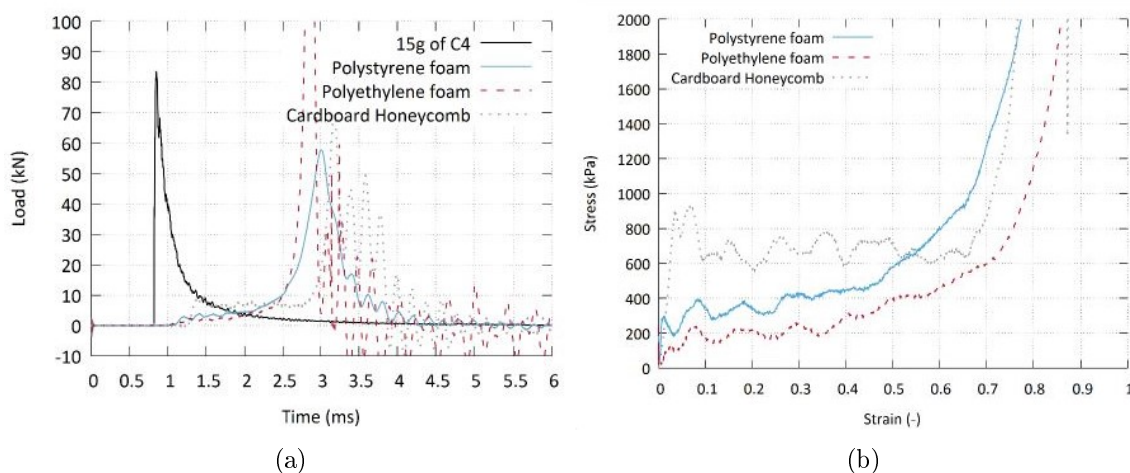 100
90
80
70
60
50
40
30
20
10
0
-10
Load (kN)
15g of C4
Polystyrene foam
Polyethylene foam
Cardboard Honeycomb
0 0.5 1 1.5 2 2.5 3 3.5 4 4.5 5 5.5 6
Time (ms)
(a)
2000
1800
1600
1400
1200
1000
800
600
400
200
0
Stress (kPa)
Polystyrene foam
Polyethylene foam
Cardboard Honeycomb
0 0.1 0.2 0.3 0.4 0.5 0.6 0.7 0.8 0.9 1
Strain (-)
(b)